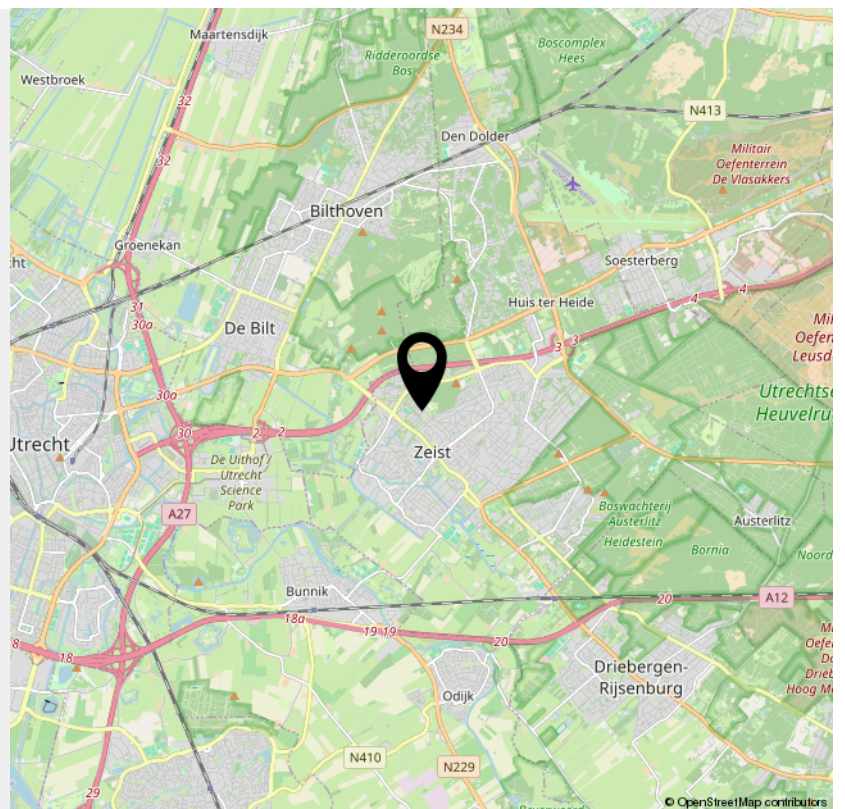 Maartensdijk
N234
Boscomplex
Hees
Ridderoordse
Bos
Westbroek
32
N413
Den Dolder
32
Militair
Oefenterrein
De Vlasakkers
Bilthoven
Groenekan
cht
Soesterberg
31
30a
Huis ter Heide
4
4
De Bilt
3
3
30a
Utrechtse
Heuvelru
30
2
2
Utrecht
De Uithof /
Utrecht
Science
Park
Zeist
A27
Boswachterij
Austerlitz
Austerlitz
Heidestein
Bornia
Noord
Bunnik
A12
20
18a
19 19
20
8
18
Driebergen-
Rijsenburg
Odijk
N410
N229
29
© OpenStreetMap contributors